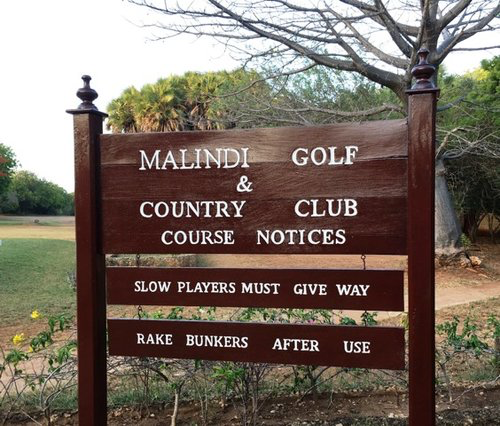 MALINDI GOLF
&
COUNTRY CLUB
COURSE NOTICES
SLOW PLAYERS MUST GIVE WAY
RAKE BUNKERS AFTER USE